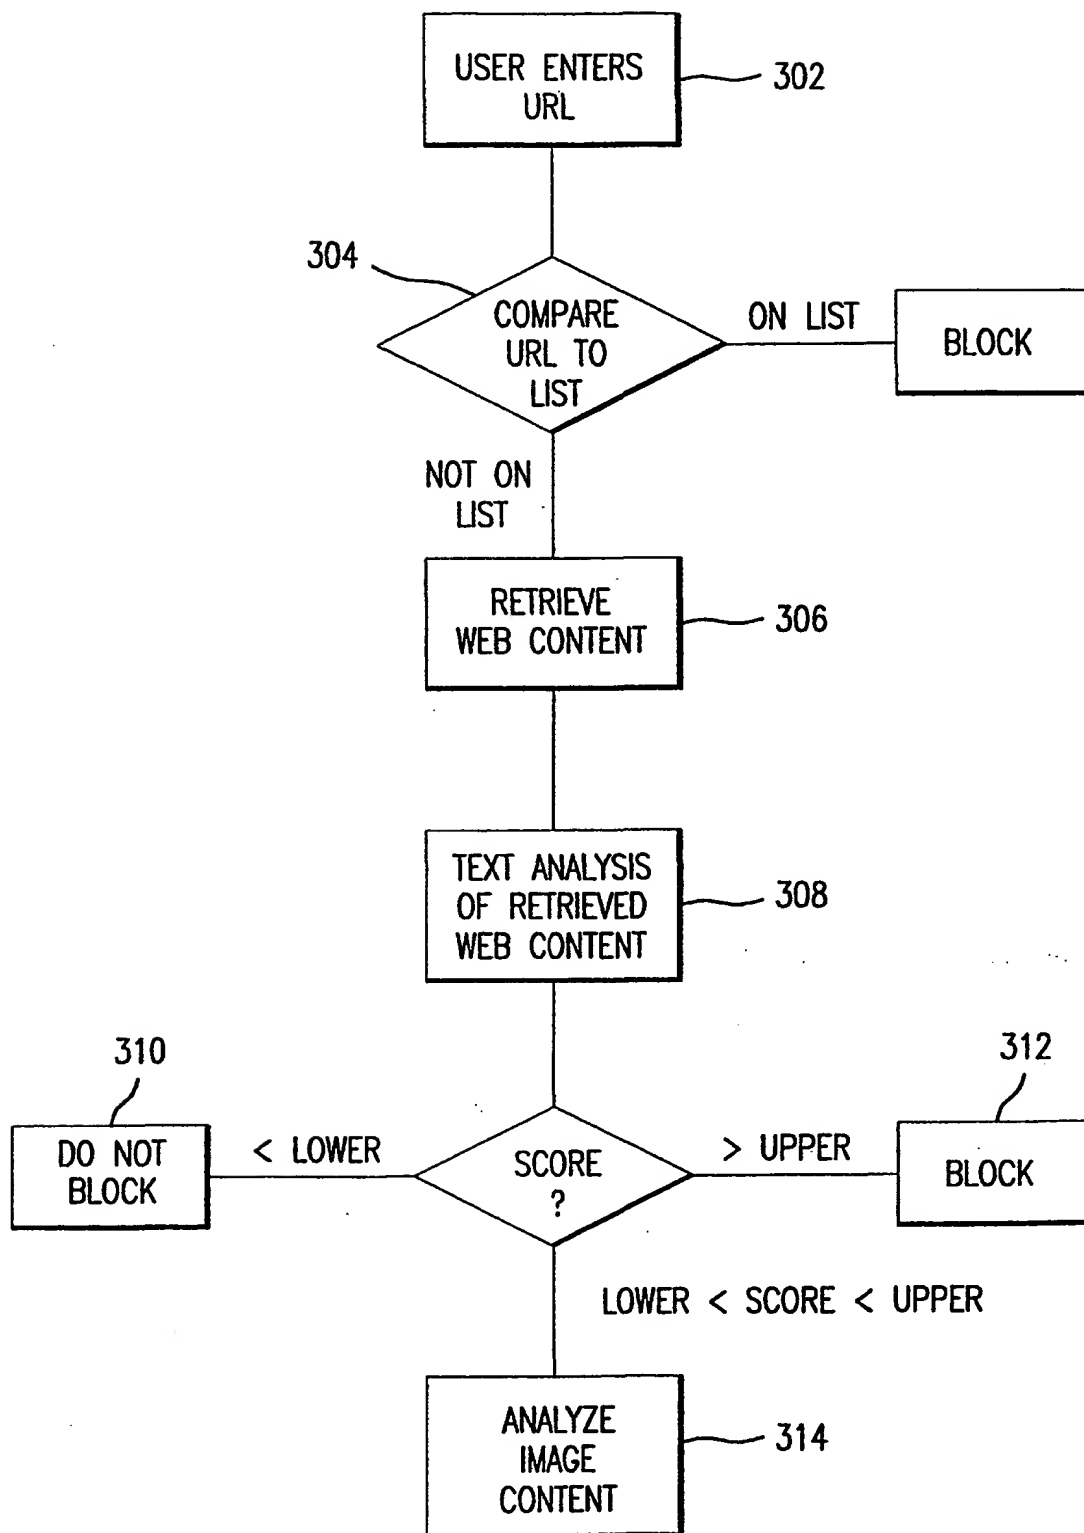 USER ENTERS
URL
302
304
COMPARE
URL TO
LIST
ON LIST
BLOCK
NOT ON
LIST
RETRIEVE
WEB CONTENT
306
TEXT ANALYSIS
OF RETRIEVED
WEB CONTENT
308
310
312
DO NOT
BLOCK
< LOWER
SCORE
?
> UPPER
BLOCK
LOWER < SCORE < UPPER
ANALYZE
IMAGE
CONTENT
314